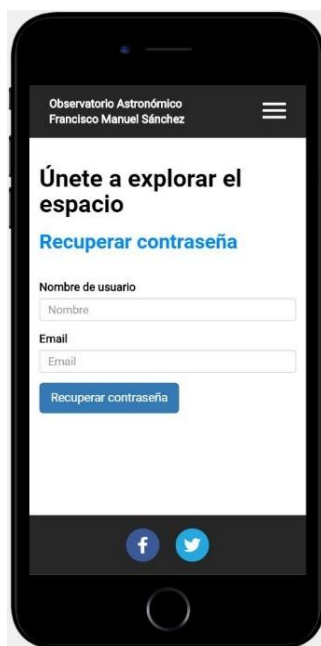 Observatorio Astronómico
Francisco Manuel Sánchez
Únete a explorar el
espacio
Recuperar contraseña
Nombre de usuario
Nombre
Email
Email
Recuperar contraseña